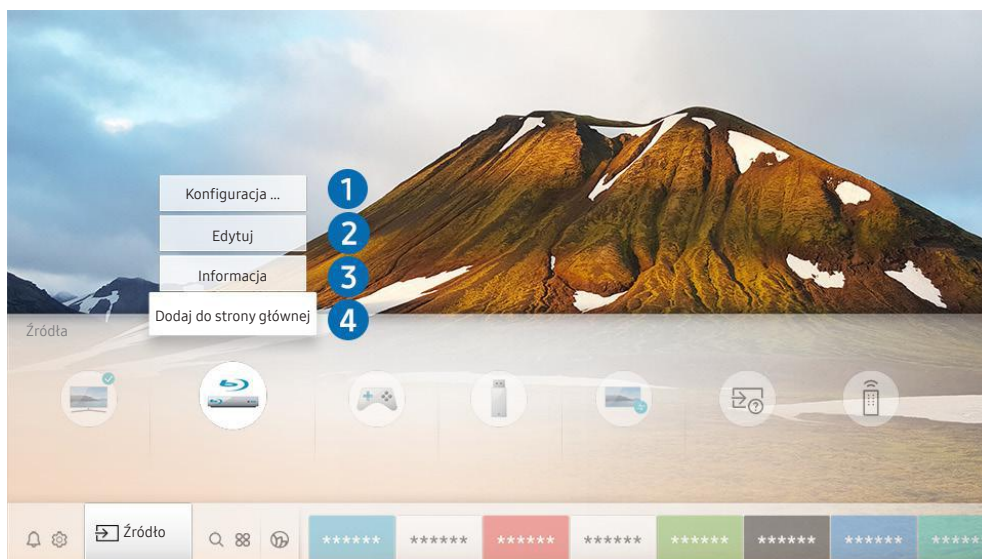 Konfiguracja ...
1
Edytuj
2
Informacja
3
Dodaj do strony głównej
4
Źródła
Źródło
****** ****** ****** ****** ****** ****** ****** *****